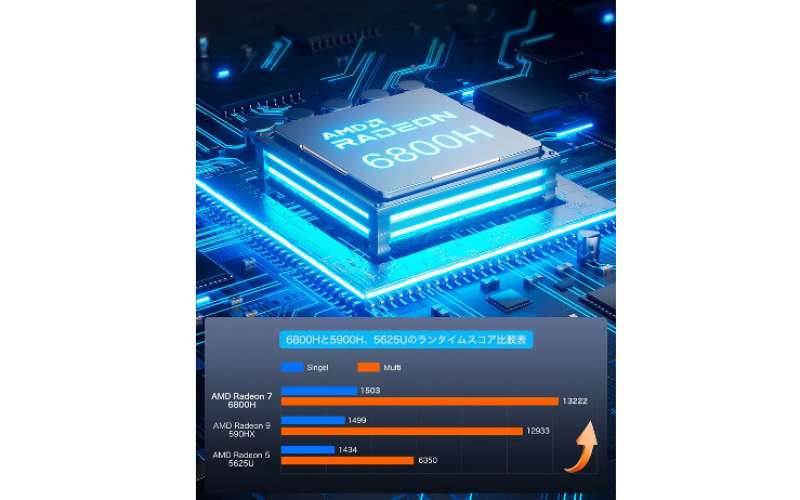 AMD
RADEON
6800H
6800Hと5900H、5625Uのランタイムスコア比較表
Singel
Multi
AMD Radeon 7
6800H
1503
13222
AMD Radeon 9
590HX
1499
12933
AMD Radeon 5
5625U
1434
6350